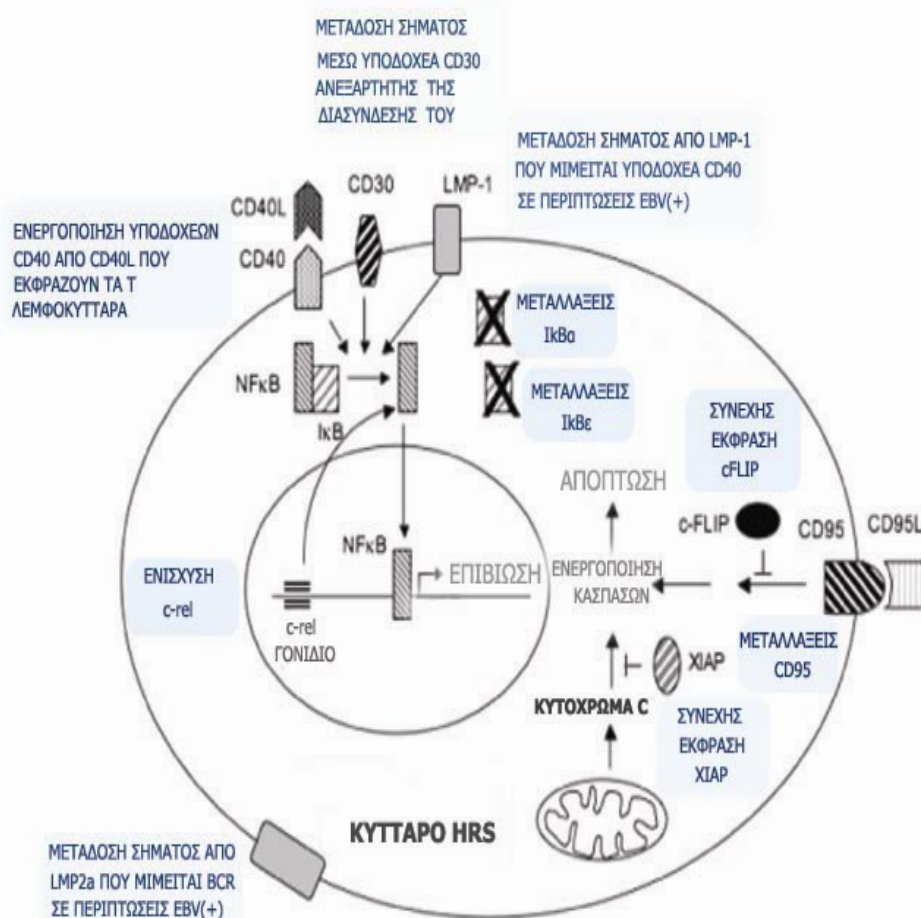 ΜΕΤΑΔΟΣΗ ΣΗΜΑΤΟΣ
ΜΕΣΩ ΥΠΟΔΟΧΕΑ CD30
ΑΝΕΞΑΡΤΗΤΗΣ ΤΗΣ
ΔΙΑΣΥΝΔΕΣΗΣ ΤΟΥ
ΜΕΤΑΔΟΣΗ ΣΗΜΑΤΟΣ ΑΠΟ LMP-1
ΠΟΥ ΜΙΜΕΙΤΑΙ ΥΠΟΔΟΧΕΑ CD40
ΣΕ ΠΕΡΙΠΤΩΣΕΙΣ EBV(+)
ΕΝΕΡΓΟΠΟΙΗΣΗ ΥΠΟΔΟΧΕΩΝ
CD40 ΑΠΟ CD40L ΠΟΥ
ΕΚΦΡΑΖΟΥΝ ΤΑ Τ
ΛΕΜΦΟΚΥΤΤΑΡΑ
CD40L
CD40
CD30
LMP-1
NFκB
IκB
ΜΕΤΑΛΛΑΞΕΙΣ
IkBα
ΜΕΤΑΛΛΑΞΕΙΣ
IkBε
ΣΥΝΕΧΗΣ
ΕΚΦΡΑΣΗ
cFLIP
ΑΠΟΠΤΩΣΗ
c-FLIP
CD95
CD95L
NFκB
ΕΠΙΒΙΩΣΗ
ΕΝΕΡΓΟΠΟΙΗΣΗ
ΚΑΣΠΑΣΩΝ
ΕΝΙΣΧΥΣΗ
c-rel
c-rel
ΓΟΝΙΔΙΟ
XIAP
ΜΕΤΑΛΛΑΞΕΙΣ
CD95
ΚΥΤΟΧΡΩΜΑ C
ΣΥΝΕΧΗΣ
ΕΚΦΡΑΣΗ
XIAP
ΚΥΤΤΑΡΟ HRS
ΜΕΤΑΔΟΣΗ ΣΗΜΑΤΟΣ ΑΠΟ
LMP2a ΠΟΥ ΜΙΜΕΙΤΑΙ BCR
ΣΕ ΠΕΡΙΠΤΩΣΕΙΣ EBV(+)